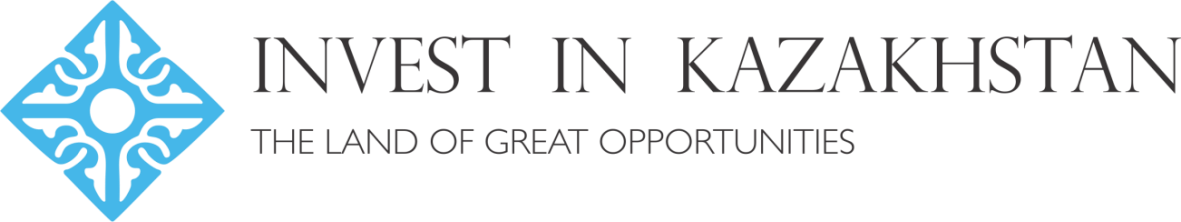 INVEST IN KAZAKHSTAN
THE LAND OF GREAT OPPORTUNITIES